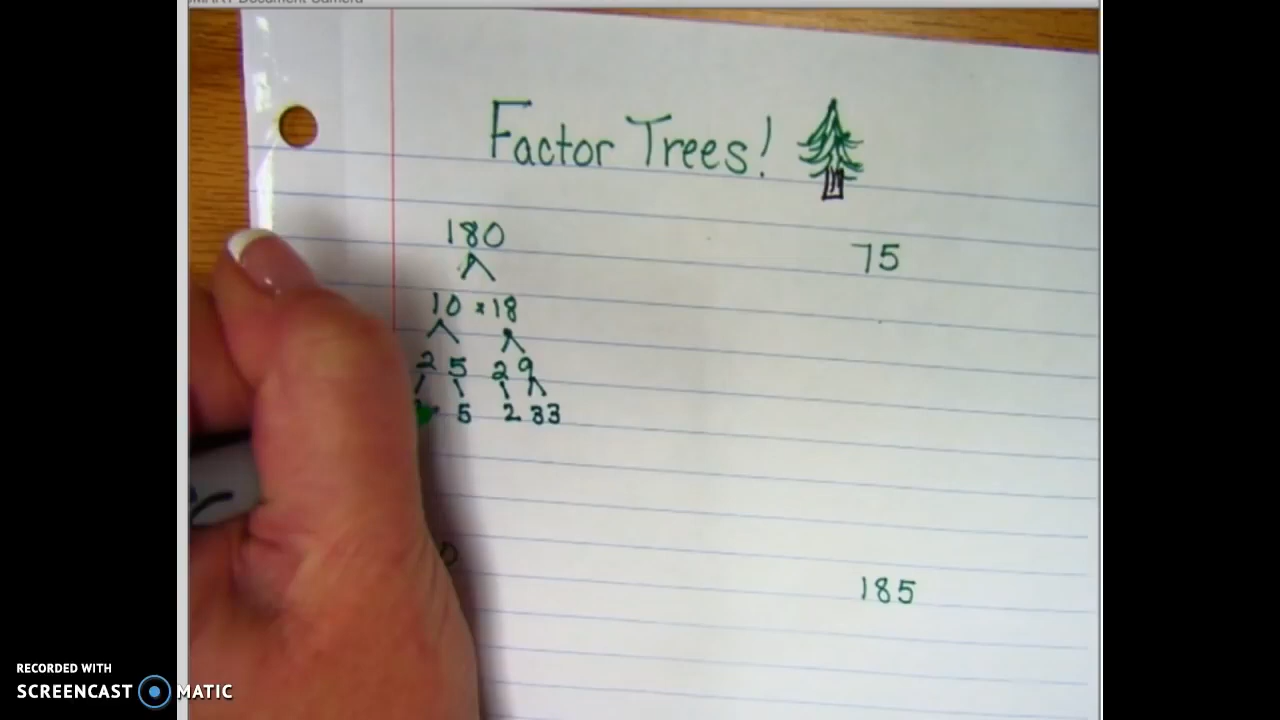 Factor Trees!
180
75
10 × 18
2 5 2 9
5 2 3 3
0
185
RECORDED WITH
SCREENCAST MATIC